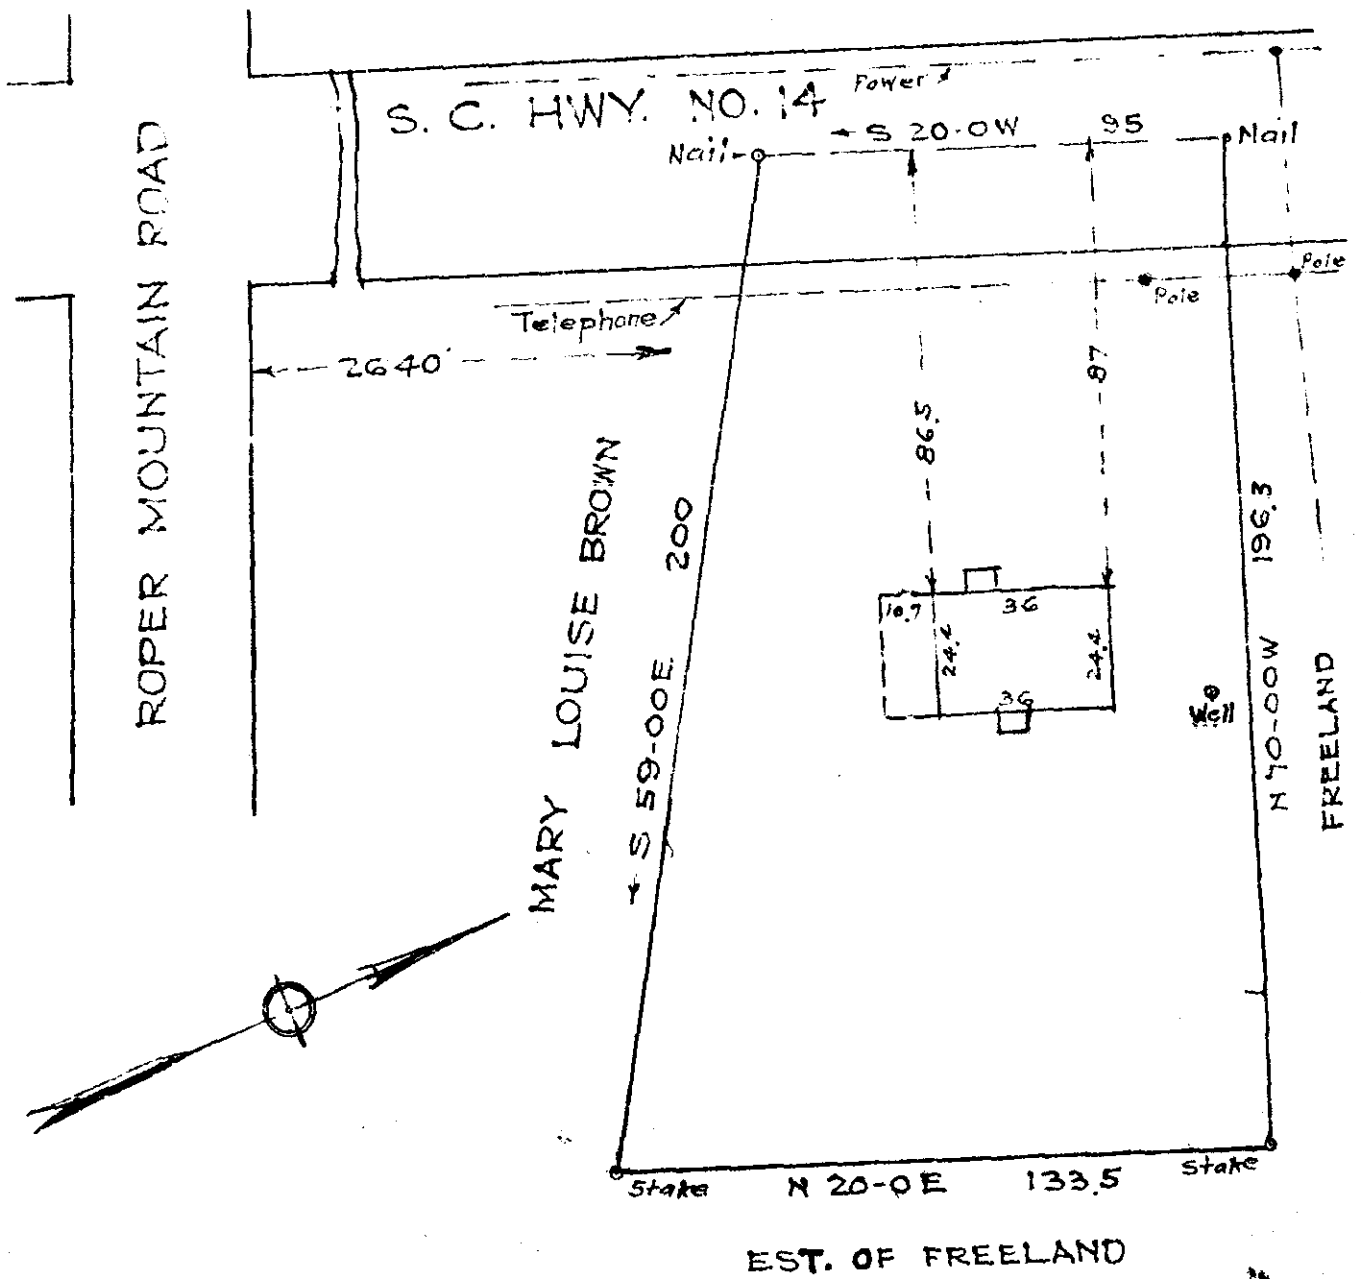 Power
S. C. HWY. NO. 14
S 20-0W 95
Nail
Nail
Pole
Pole
Telephone
2640'
ROPER MOUNTAIN ROAD
86.5
87
MARY LOUISE BROWN
200
S 59-00E
196.3
N 70-00W
FREELAND
10.7
36
24.4
24.4
36
Well
Stake
N 20-0E 133.5
Stake
EST. OF FREELAND